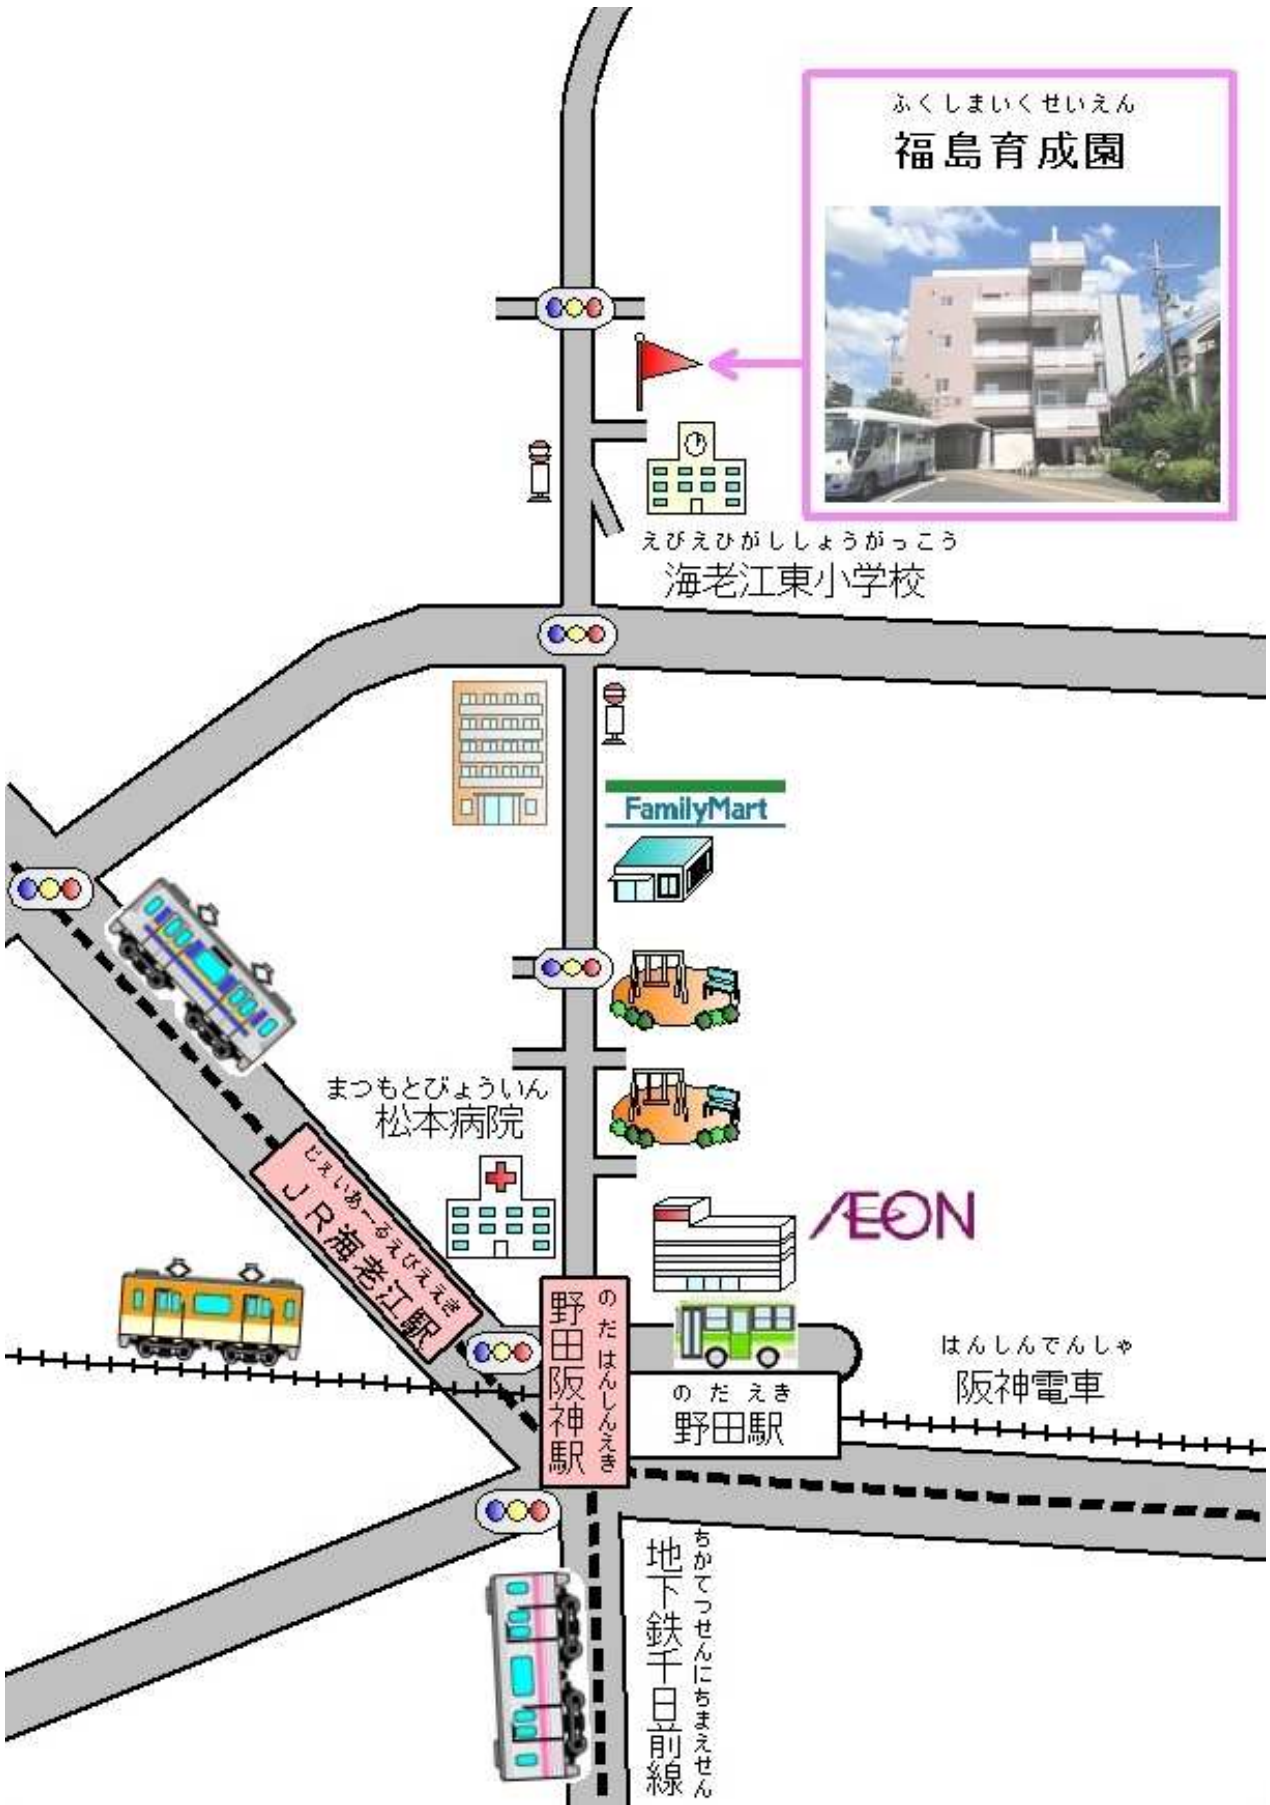 ふくしまいくせいえん
福島育成園
えびえひがししょうがっこう
海老江東小学校
FamilyMart
まつもとびょういん
松本病院
じぇいあ～るえびええき
ＪＲ海老江駅
ÆON
のだはんしんえき
野田阪神駅
のだえき
野田駅
はんしんでんしゃ
阪神電車
ちかてつせんにちまえせん
地下鉄千日前線